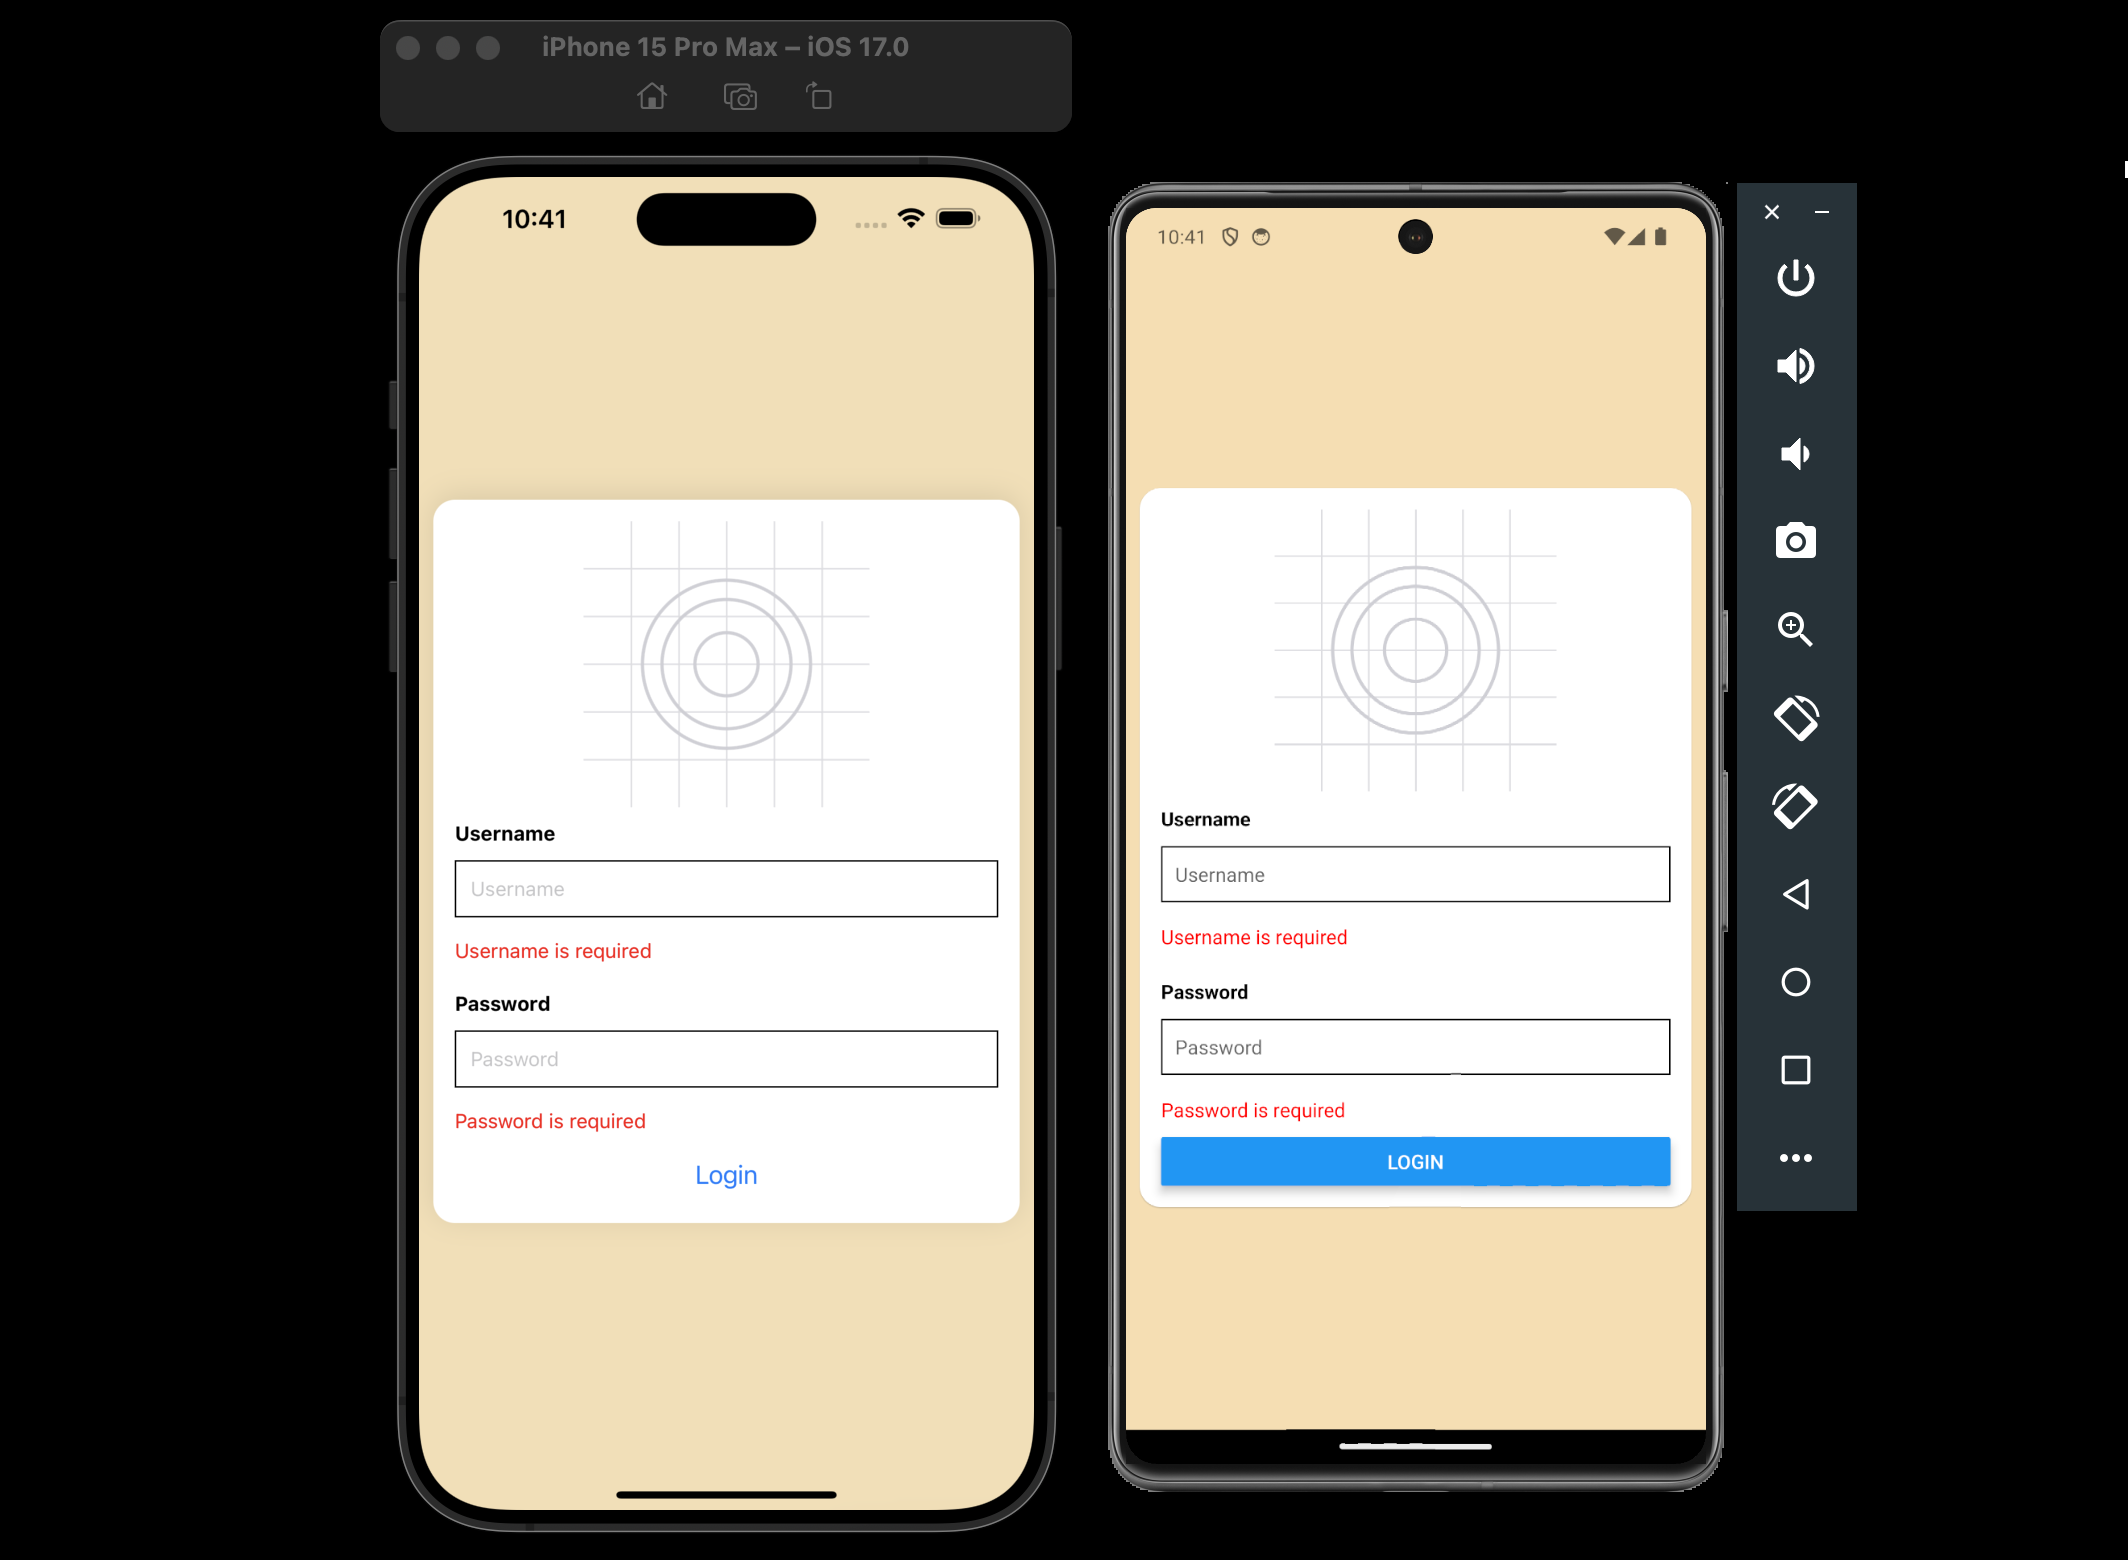 iPhone 15 Pro Max – iOS 17.0
10:41
Username
Username
Username is required
Password
Password
Password is required
Login
10:41
Username
Username
Username is required
Password
Password
Password is required
LOGIN